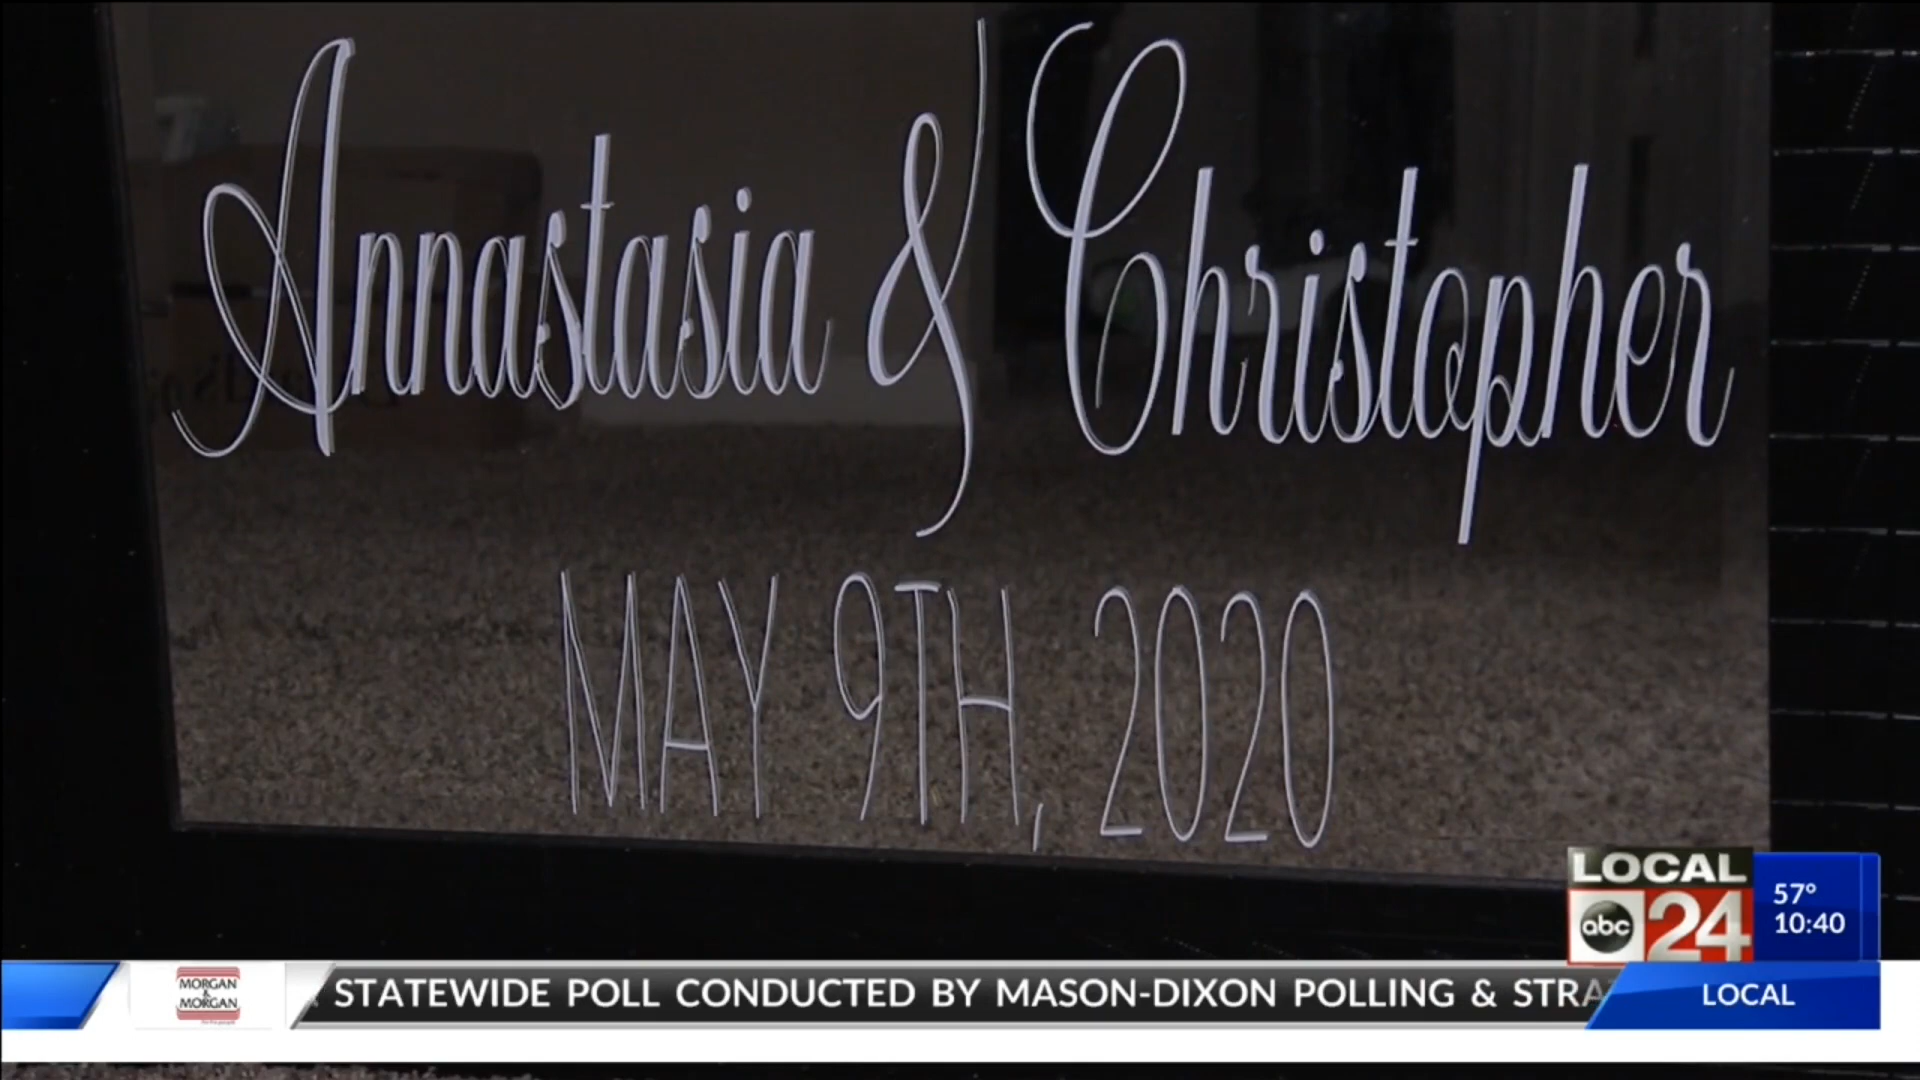 Annastasia & Christopher
MAY 9TH, 2020
LOCAL
abc 24
57°
10:40
MORGAN
&
MORGAN
STATEWIDE POLL CONDUCTED BY MASON-DIXON POLLING & STRA
LOCAL